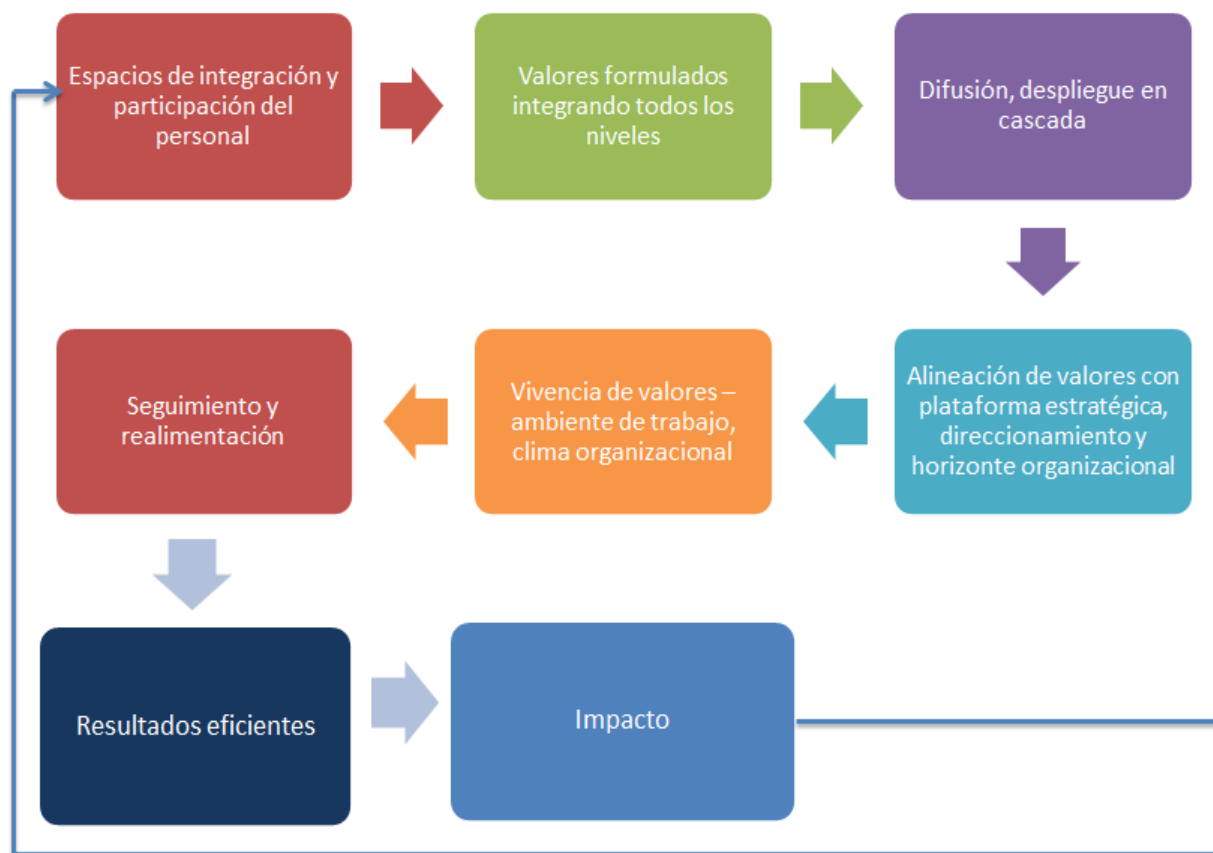 Espacios de integración y
participación del
personal
Valores formulados
integrando todos los
niveles
Difusión, despliegue en
cascada
Seguimiento y
realimentación
Vivencia de valores –
ambiente de trabajo,
clima organizacional
Alineación de valores con
plataforma estratégica,
direccionamiento y
horizonte organizacional
Resultados eficientes
Impacto